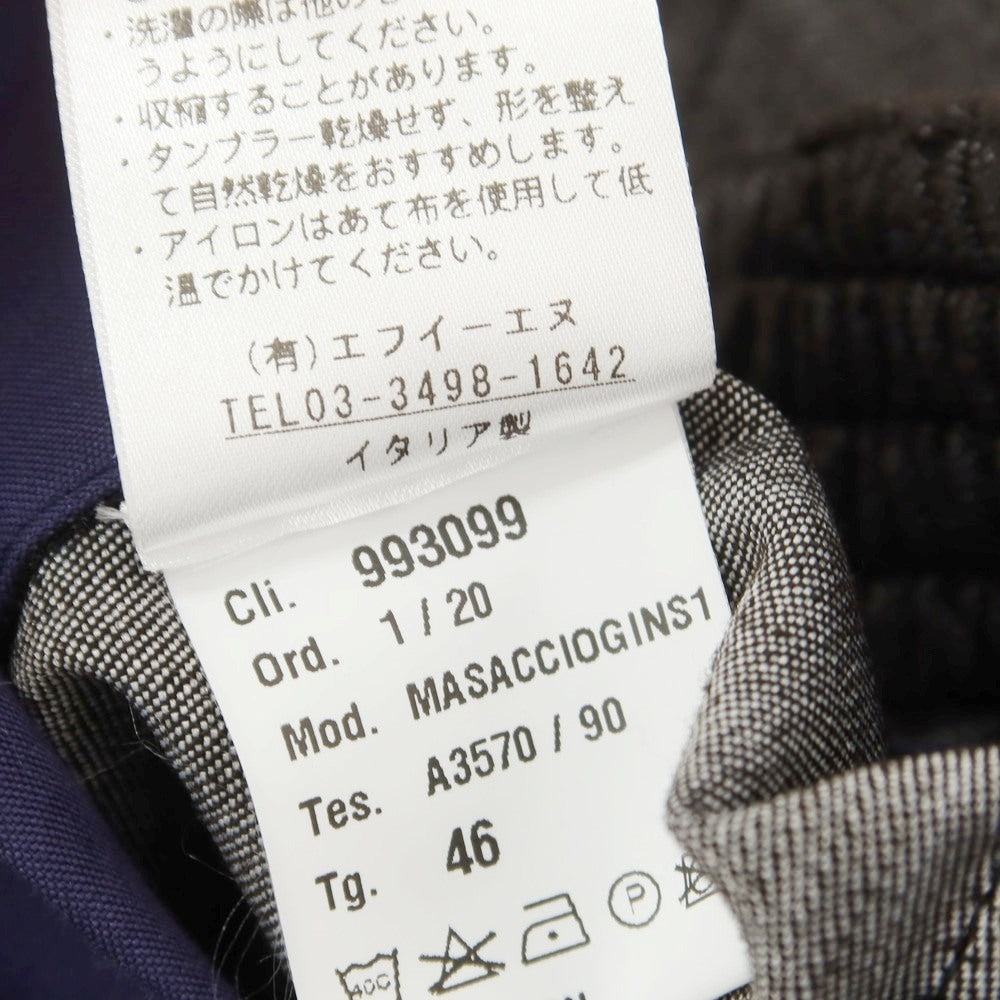 ・洗濯の際は他の
うようにしてください。
・収縮することがあります。
・タンブラー乾燥せず、形を整え
て自然乾燥をおすすめします。
・アイロンはあて布を使用して低
温でかけてください。
(有)エフイーエヌ
TEL03-3498-1642
イタリア製
Cli. 993099
Ord. 1 / 20
Mod. MASACCIOGINS1
Tes. A3570 / 90
Tg. 46
P